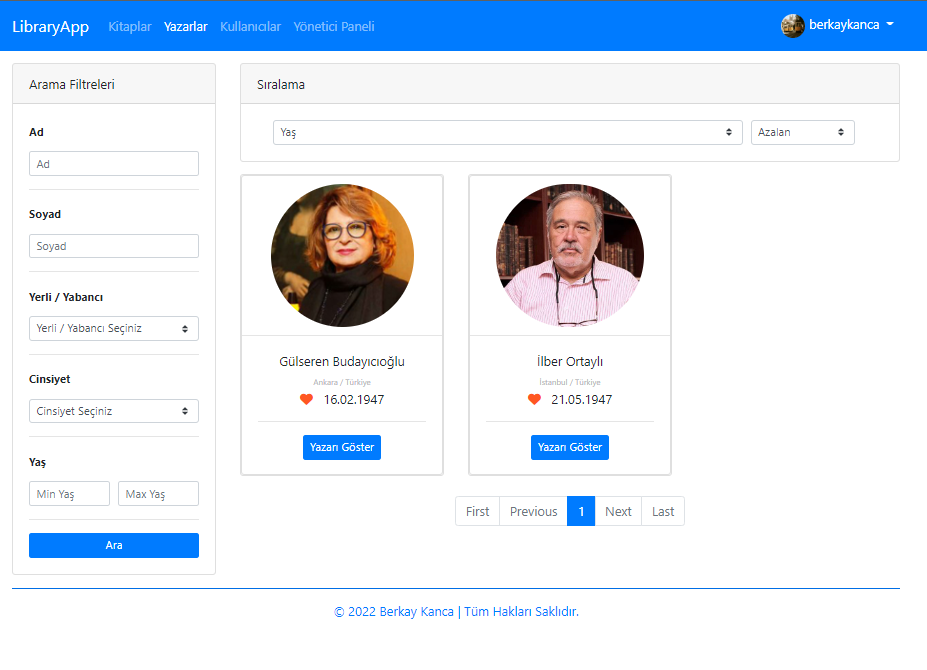 LibraryApp Kitaplar Yazarlar Kullanıcılar Yönetici Paneli berkaykanca
Arama Filtreleri
Ad
Ad
Soyad
Soyad
Yerli / Yabancı
Yerli / Yabancı Seçiniz
Cinsiyet
Cinsiyet Seçiniz
Yaş
Min Yaş Max Yaş
Ara
Sıralama
Yaş Azalan
Gülseren Budayıcıoğlu
Ankara / Türkiye
16.02.1947
Yazarı Göster
İlber Ortaylı
İstanbul / Türkiye
21.05.1947
Yazarı Göster
First Previous 1 Next Last
© 2022 Berkay Kanca | Tüm Hakları Saklıdır.